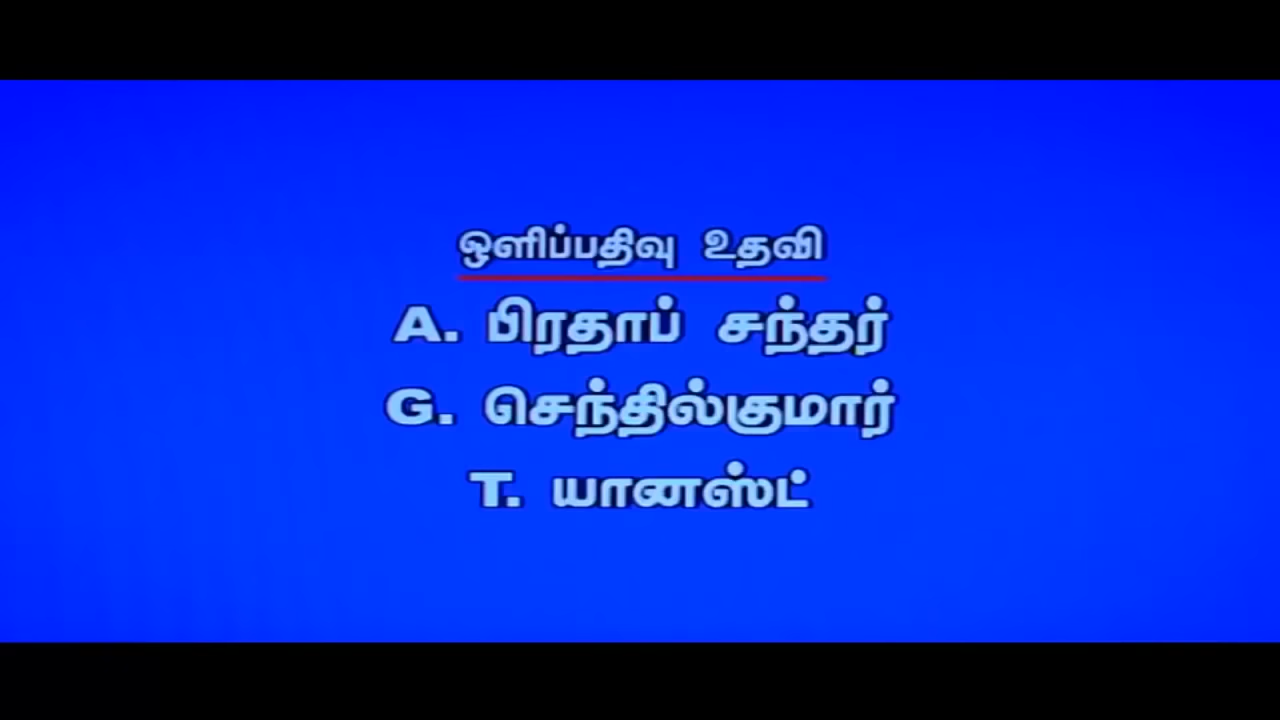 ஒளிப்பதிவு உதவி
A. பிரதாப் சந்தர்
G. செந்தில்குமார்
T. யானஸ்ட்